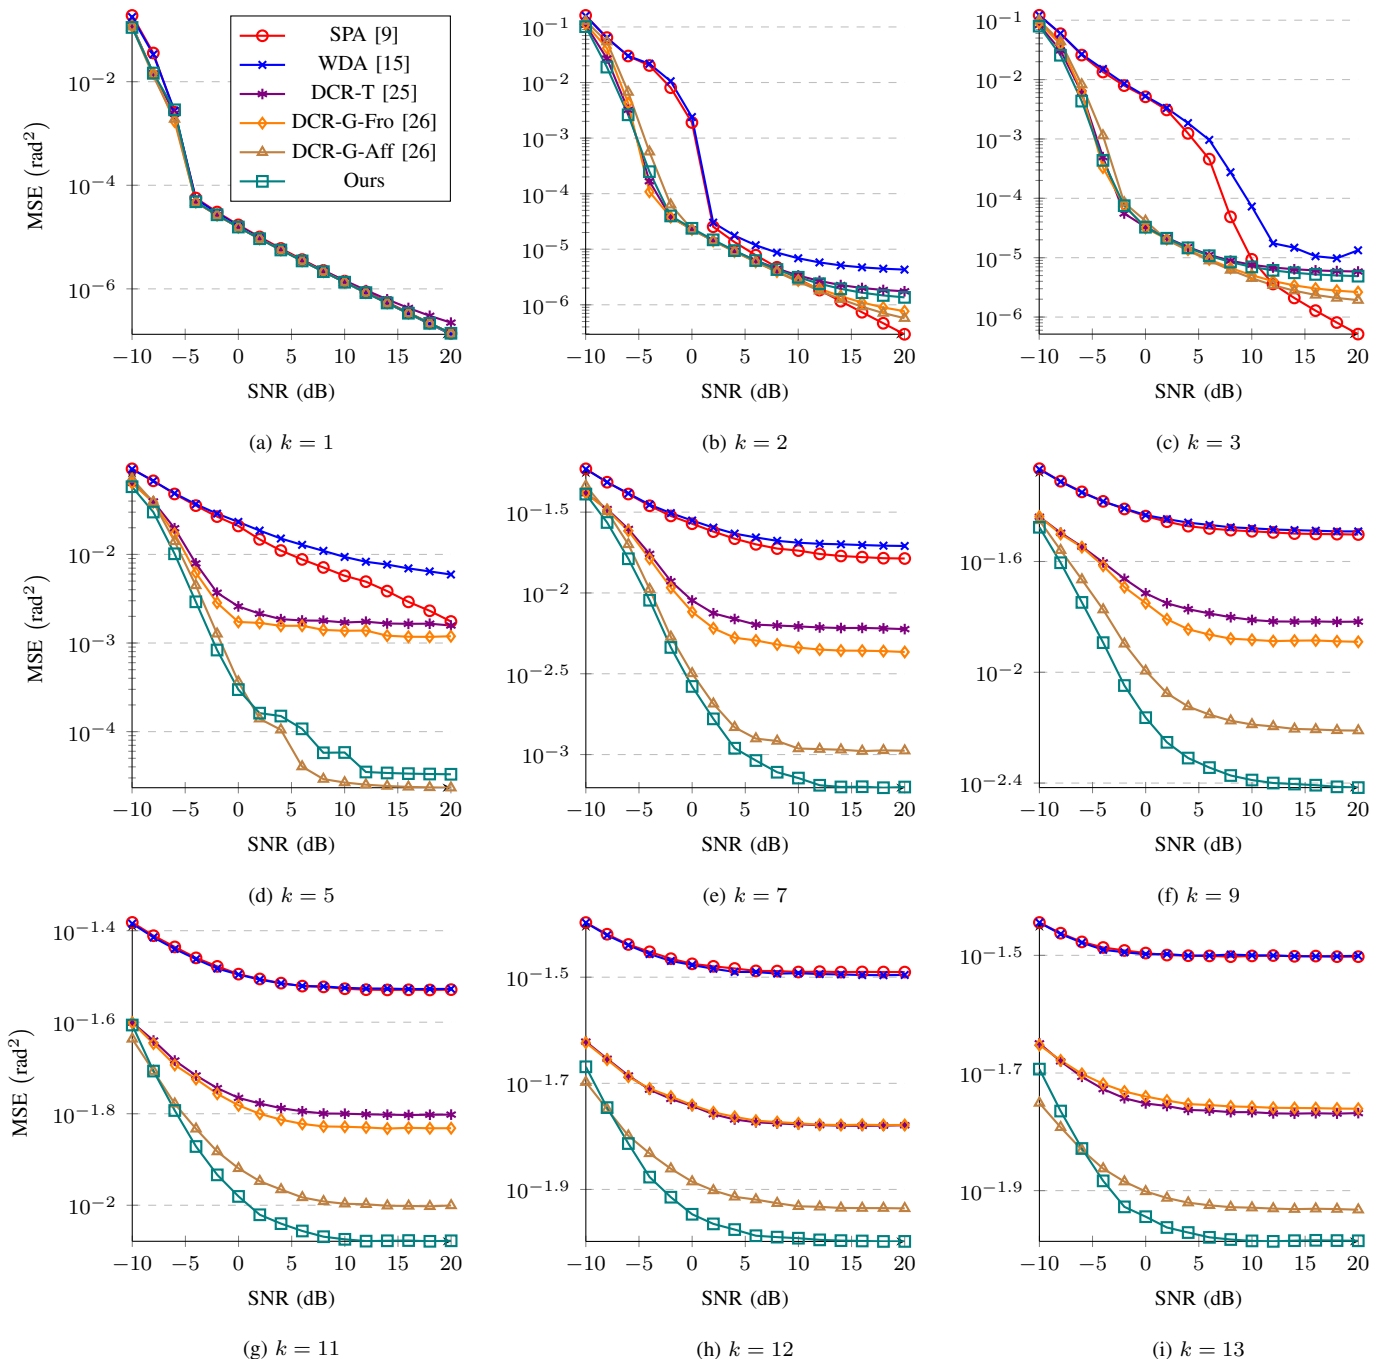 SPA [9]
WDA [15]
DCR-T [25]
DCR-G-Fro [26]
DCR-G-Aff [26]
Ours
MSE (rad²)
10⁻²
10⁻⁴
10⁻⁶
−10 −5 0 5 10 15 20
SNR (dB)
(a) k = 1
10⁻¹
10⁻²
10⁻³
10⁻⁴
10⁻⁵
10⁻⁶
−10 −5 0 5 10 15 20
SNR (dB)
(b) k = 2
10⁻¹
10⁻²
10⁻³
10⁻⁴
10⁻⁵
10⁻⁶
−10 −5 0 5 10 15 20
SNR (dB)
(c) k = 3
MSE (rad²)
10⁻²
10⁻³
10⁻⁴
−10 −5 0 5 10 15 20
SNR (dB)
(d) k = 5
10^−1.5
10⁻²
10^−2.5
10⁻³
−10 −5 0 5 10 15 20
SNR (dB)
(e) k = 7
10^−1.6
10⁻²
10^−2.4
−10 −5 0 5 10 15 20
SNR (dB)
(f) k = 9
MSE (rad²)
10^−1.4
10^−1.6
10^−1.8
10⁻²
−10 −5 0 5 10 15 20
SNR (dB)
(g) k = 11
10^−1.5
10^−1.7
10^−1.9
−10 −5 0 5 10 15 20
SNR (dB)
(h) k = 12
10^−1.5
10^−1.7
10^−1.9
−10 −5 0 5 10 15 20
SNR (dB)
(i) k = 13